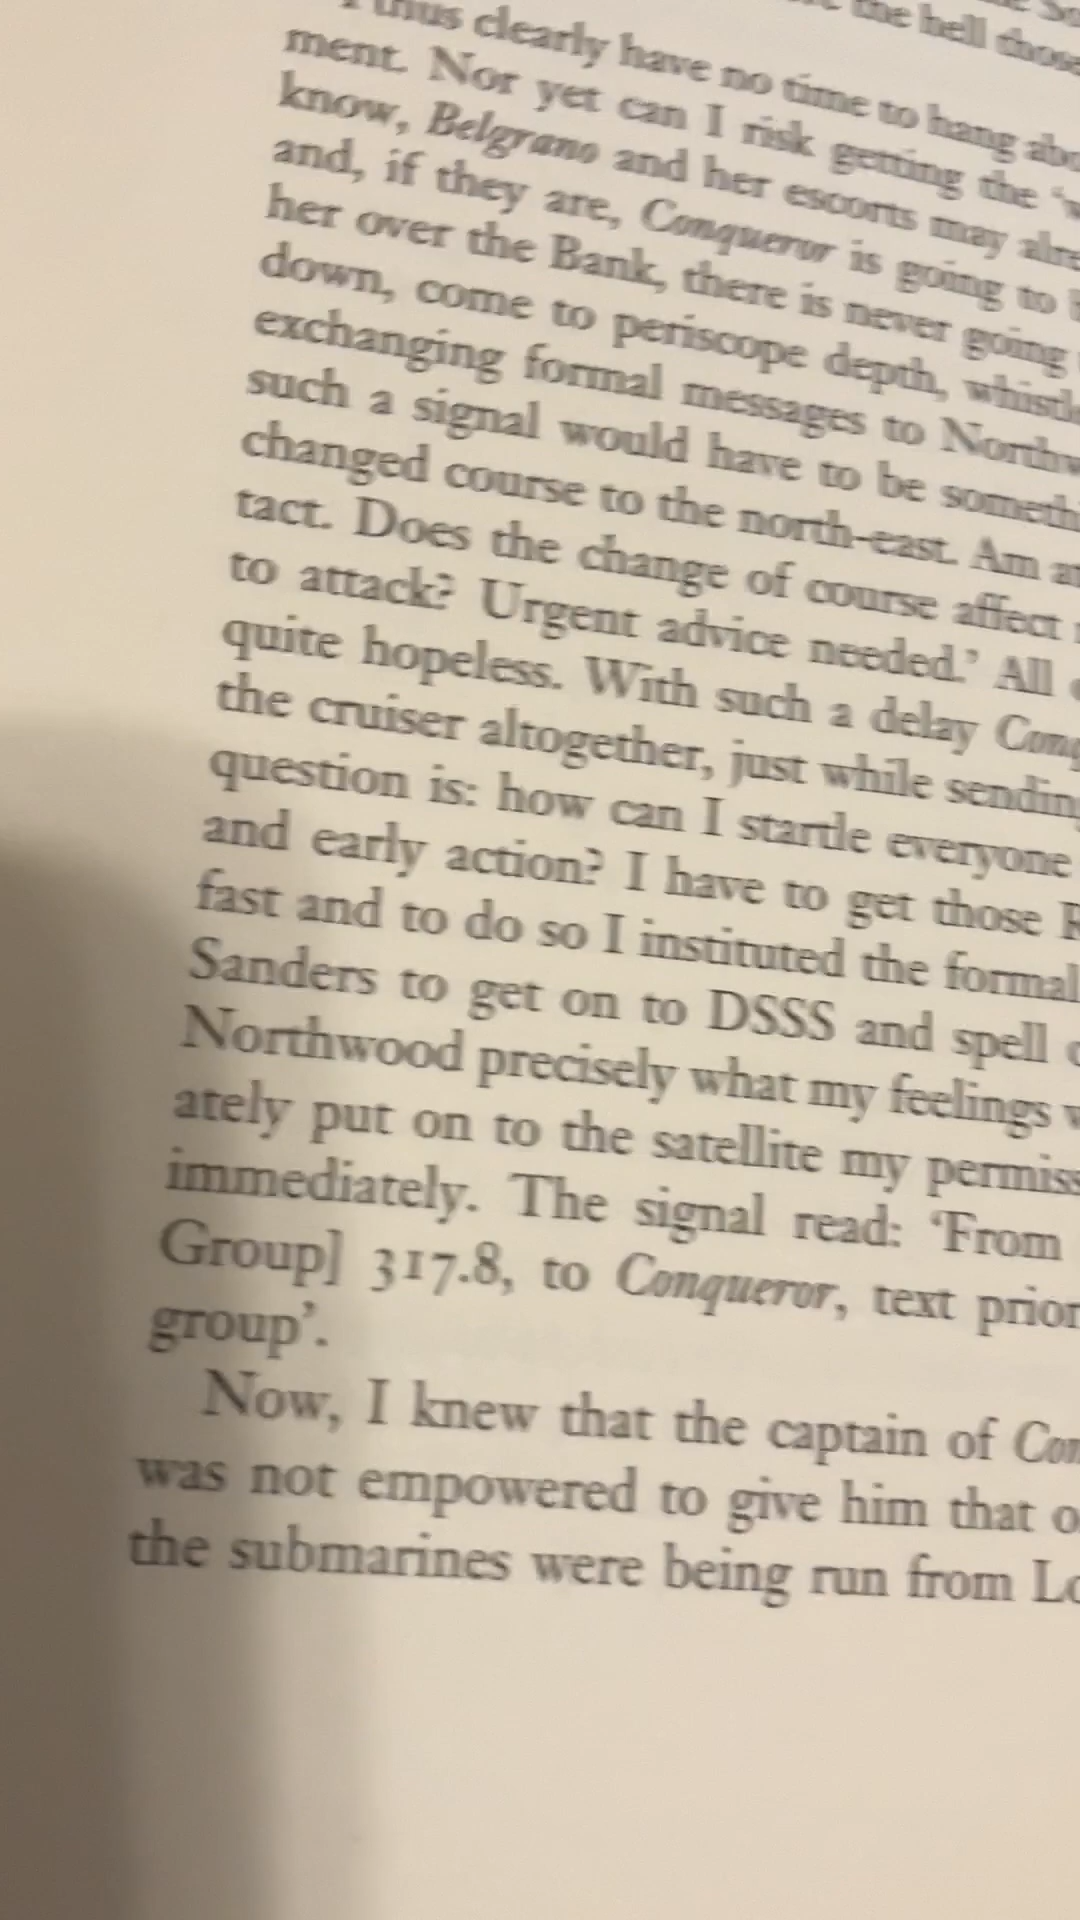 the hell those
thus clearly have no time to hang
ment. Nor yet can I risk getting the
know, Belgrano and her escorts may
and, if they are, Conqueror is going to
her over the Bank, there is never going
down, come to periscope depth,
exchanging formal messages to
such a signal would have to be
changed course to the north-east. Am
tact. Does the change of course affect
to attack? Urgent advice needed.' All
quite hopeless. With such a delay
the cruiser altogether, just while
question is: how can I startle everyone
and early action? I have to get those
fast and to do so I instituted the formal
Sanders to get on to DSSS and spell
Northwood precisely what my feelings
ately put on to the satellite my
immediately. The signal read: 'From
Group] 317.8, to Conqueror, text
group'.
Now, I knew that the captain of
was not empowered to give him that
the submarines were being run from